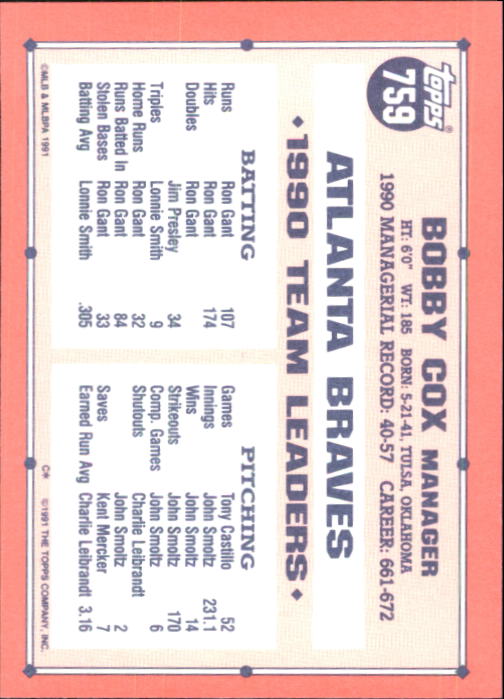 topps®
759
BOBBY COX MANAGER
HT: 6'0" WT: 185 BORN: 5-21-41, TULSA, OKLAHOMA
1990 MANAGERIAL RECORD: 40-57 CAREER: 661-672
ATLANTA BRAVES
♦1990 TEAM LEADERS♦
BATTING
Runs Ron Gant 107
Hits Ron Gant 174
Doubles Ron Gant
Jim Presley 34
Triples Lonnie Smith 9
Home Runs Ron Gant 32
Runs Batted In Ron Gant 84
Stolen Bases Ron Gant 33
Batting Avg Lonnie Smith .305
PITCHING
Games Tony Castillo 52
Innings John Smoltz 231.1
Wins John Smoltz 14
Strikeouts John Smoltz 170
Comp. Games John Smoltz 6
Shutouts Charlie Leibrandt
John Smoltz 2
Saves Kent Mercker 7
Earned Run Avg Charlie Leibrandt 3.16
©MLB & MLBPA 1991
C* ©1991 THE TOPPS COMPANY, INC.